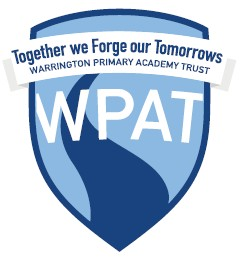 Together we Forge our Tomorrows
WARRINGTON PRIMARY ACADEMY TRUST
WPAT